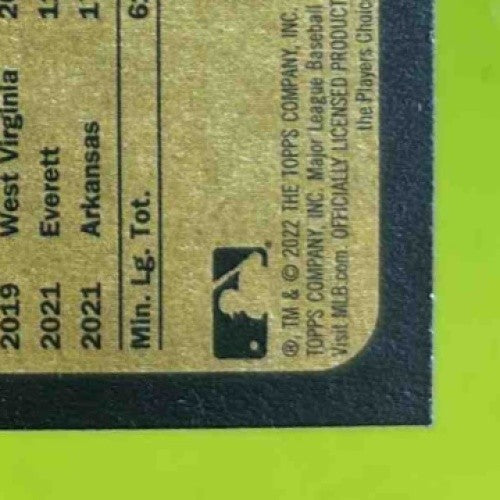 2019 West Virginia
2021 Everett
2021 Arkansas
Min. Lg. Tot.
®, TM & © 2022 THE TOPPS COMPANY, INC.
TOPPS COMPANY, INC. Major League Baseball
Visit MLB.com. OFFICIALLY LICENSED PRODUCT
the Players Choice